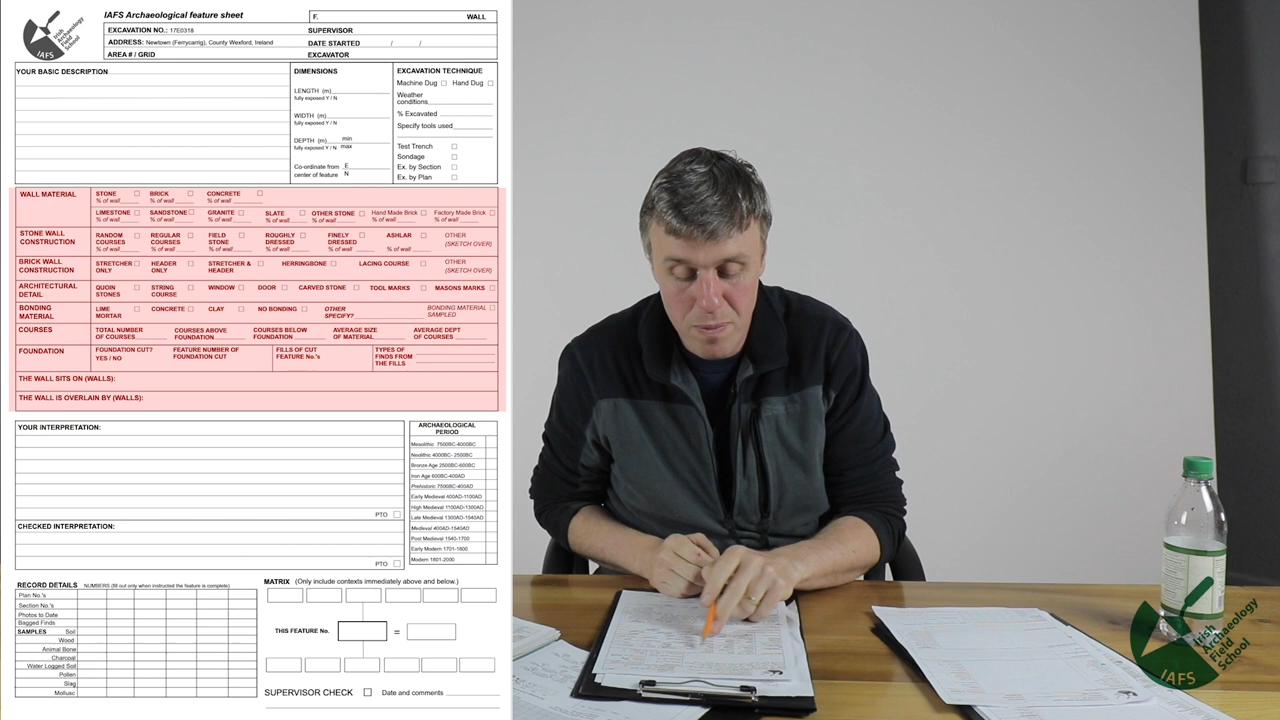 IAFS Archaeological feature sheet
F. WALL
EXCAVATION NO.: 17E0318
SUPERVISOR
ADDRESS: Newtown (Ferrycarrig), County Wexford, Ireland
DATE STARTED / /
AREA # / GRID
EXCAVATOR
Irish Archaeology Field School
IAFS
YOUR BASIC DESCRIPTION
DIMENSIONS
LENGTH (m)
fully exposed Y / N
WIDTH (m)
fully exposed Y / N
DEPTH (m) min
fully exposed Y / N max
Co-ordinate from E
center of feature N
EXCAVATION TECHNIQUE
Machine Dug Hand Dug
Weather
conditions
% Excavated
Specify tools used
Test Trench
Sondage
Ex. by Section
Ex. by Plan
WALL MATERIAL
STONE BRICK CONCRETE
% of wall % of wall % of wall
LIMESTONE SANDSTONE GRANITE SLATE OTHER STONE Hand Made Brick Factory Made Brick
% of wall % of wall % of wall % of wall % of wall % of wall % of wall
STONE WALL
CONSTRUCTION
RANDOM REGULAR FIELD ROUGHLY FINELY ASHLAR OTHER
COURSES COURSES STONE DRESSED DRESSED (SKETCH OVER)
% of wall % of wall % of wall % of wall % of wall % of wall
BRICK WALL
CONSTRUCTION
STRETCHER HEADER STRETCHER & HERRINGBONE LACING COURSE OTHER
ONLY ONLY HEADER (SKETCH OVER)
ARCHITECTURAL
DETAIL
QUOIN STRING WINDOW DOOR CARVED STONE TOOL MARKS MASONS MARKS
STONES COURSE
BONDING
MATERIAL
LIME CONCRETE CLAY NO BONDING OTHER BONDING MATERIAL
MORTAR SPECIFY? SAMPLED
COURSES
TOTAL NUMBER COURSES ABOVE COURSES BELOW AVERAGE SIZE AVERAGE DEPT
OF COURSES FOUNDATION FOUNDATION OF MATERIAL OF COURSES
FOUNDATION
FOUNDATION CUT? FEATURE NUMBER OF FILLS OF CUT TYPES OF
YES / NO FOUNDATION CUT FEATURE No.'s FINDS FROM
THE FILLS
THE WALL SITS ON (WALLS):
THE WALL IS OVERLAIN BY (WALLS):
YOUR INTERPRETATION:
PTO
CHECKED INTERPRETATION:
PTO
ARCHAEOLOGICAL
PERIOD
Mesolithic 7500BC-4000BC
Neolithic 4000BC- 2500BC
Bronze Age 2500BC-600BC
Iron Age 600BC-400AD
Prehistoric 7500BC-400AD
Early Medieval 400AD-1100AD
High Medieval 1100AD-1300AD
Late Medieval 1300AD-1540AD
Medieval 400AD-1540AD
Post Medieval 1540-1700
Early Modern 1701-1800
Modern 1801-2000
RECORD DETAILS NUMBERS (fill out only when instructed the feature is complete)
Plan No.'s
Section No.'s
Photos to Date
Bagged Finds
SAMPLES Soil
Wood
Animal Bone
Charcoal
Water Logged Soil
Pollen
Slag
Mollusc
MATRIX (Only include contexts immediately above and below.)
THIS FEATURE No. =
SUPERVISOR CHECK Date and comments
Irish
Archaeology
Field
School
IAFS